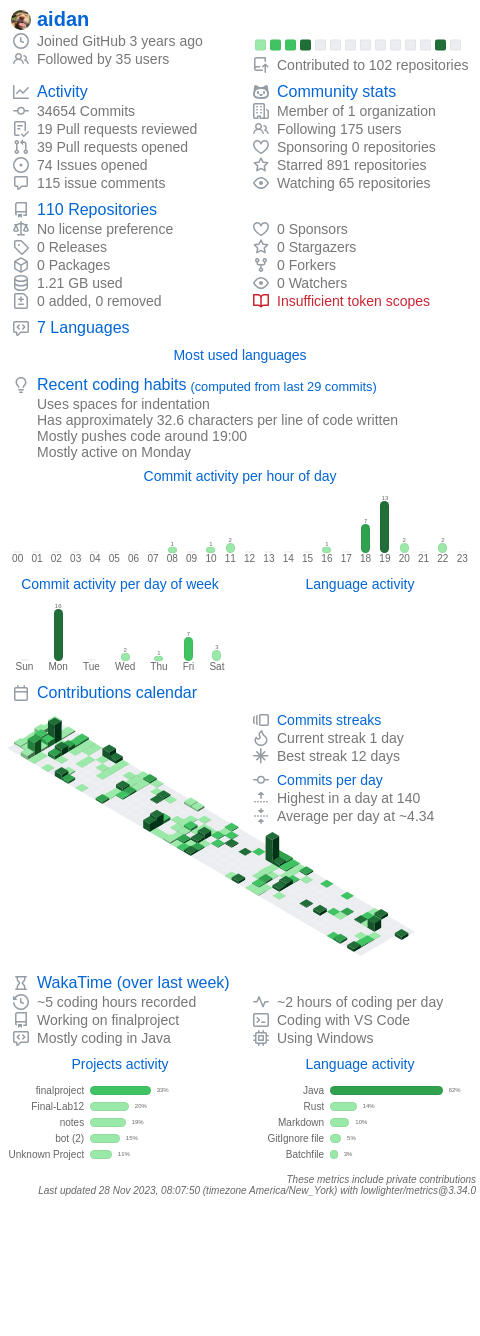 aidan
Joined GitHub 3 years ago
Followed by 35 users
Contributed to 102 repositories
Activity
34654 Commits
19 Pull requests reviewed
39 Pull requests opened
74 Issues opened
115 issue comments
Community stats
Member of 1 organization
Following 175 users
Sponsoring 0 repositories
Starred 891 repositories
Watching 65 repositories
110 Repositories
No license preference
0 Releases
0 Packages
1.21 GB used
0 added, 0 removed
0 Sponsors
0 Stargazers
0 Forkers
0 Watchers
Insufficient token scopes
7 Languages
Most used languages
Recent coding habits (computed from last 29 commits)
Uses spaces for indentation
Has approximately 32.6 characters per line of code written
Mostly pushes code around 19:00
Mostly active on Monday
Commit activity per hour of day
1 1 2 1 7 13 2 2
00 01 02 03 04 05 06 07 08 09 10 11 12 13 14 15 16 17 18 19 20 21 22 23
Commit activity per day of week
16 2 1 7 3
Sun Mon Tue Wed Thu Fri Sat
Language activity
Contributions calendar
Commits streaks
Current streak 1 day
Best streak 12 days
Commits per day
Highest in a day at 140
Average per day at ~4.34
WakaTime (over last week)
~5 coding hours recorded
Working on finalproject
Mostly coding in Java
~2 hours of coding per day
Coding with VS Code
Using Windows
Projects activity
finalproject 33%
Final-Lab12 20%
notes 19%
bot (2) 15%
Unknown Project 11%
Language activity
Java 62%
Rust 14%
Markdown 10%
GitIgnore file 5%
Batchfile 3%
These metrics include private contributions
Last updated 28 Nov 2023, 08:07:50 (timezone America/New_York) with lowlighter/metrics@3.34.0